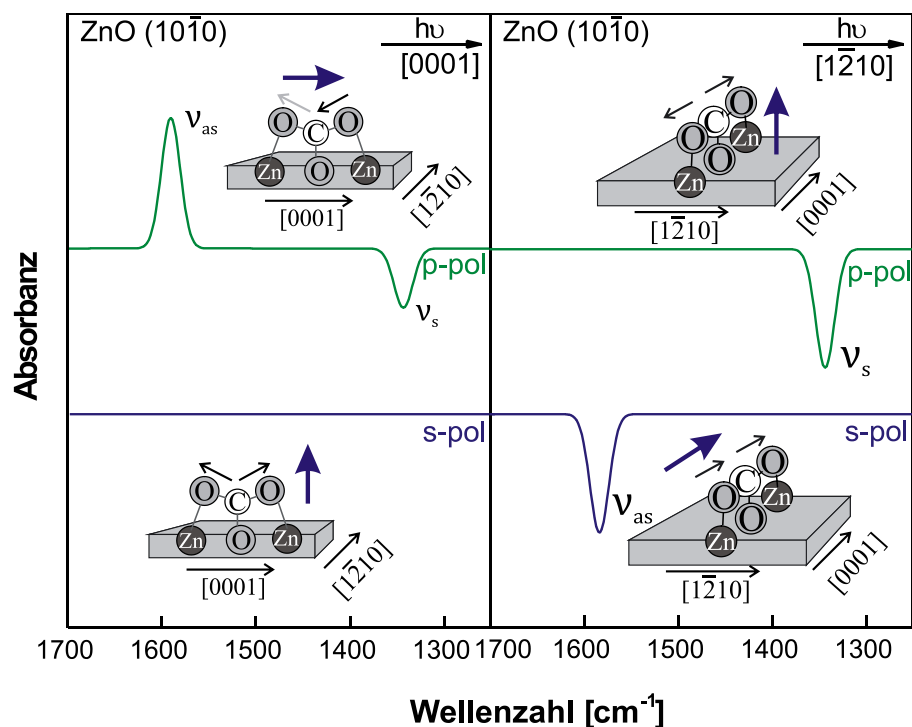 Absorbanz
ZnO (101̄0)
hυ
[0001]
ν_as
O C O
Zn O Zn
[0001]
[12̄10]
p-pol
ν_s
s-pol
O C O
Zn O Zn
[0001]
[12̄10]
ZnO (101̄0)
hυ
[12̄10]
O C O
Zn O Zn
[12̄10]
[0001]
p-pol
ν_s
s-pol
ν_as
O C O
Zn O Zn
[12̄10]
[0001]
1700 1600 1500 1400 1300 1600 1500 1400 1300
Wellenzahl [cm⁻¹]